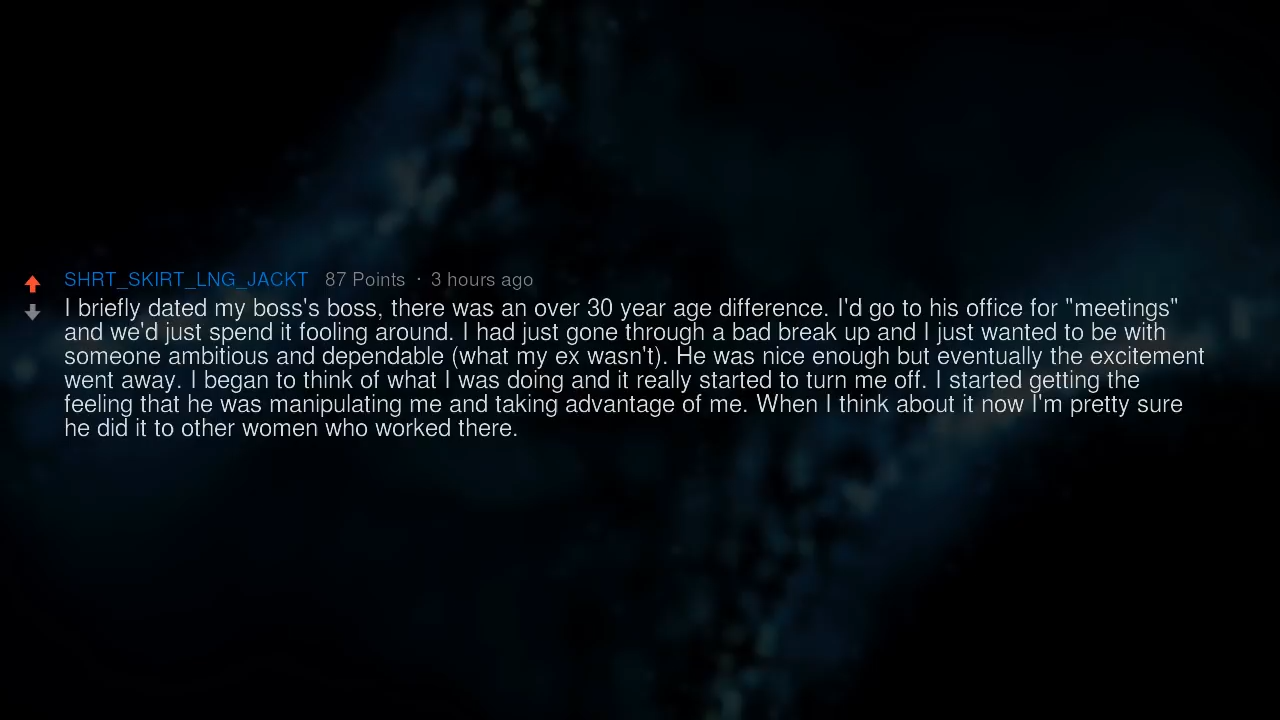 SHRT_SKIRT_LNG_JACKT 87 Points · 3 hours ago
I briefly dated my boss's boss, there was an over 30 year age difference. I'd go to his office for "meetings"
and we'd just spend it fooling around. I had just gone through a bad break up and I just wanted to be with
someone ambitious and dependable (what my ex wasn't). He was nice enough but eventually the excitement
went away. I began to think of what I was doing and it really started to turn me off. I started getting the
feeling that he was manipulating me and taking advantage of me. When I think about it now I'm pretty sure
he did it to other women who worked there.